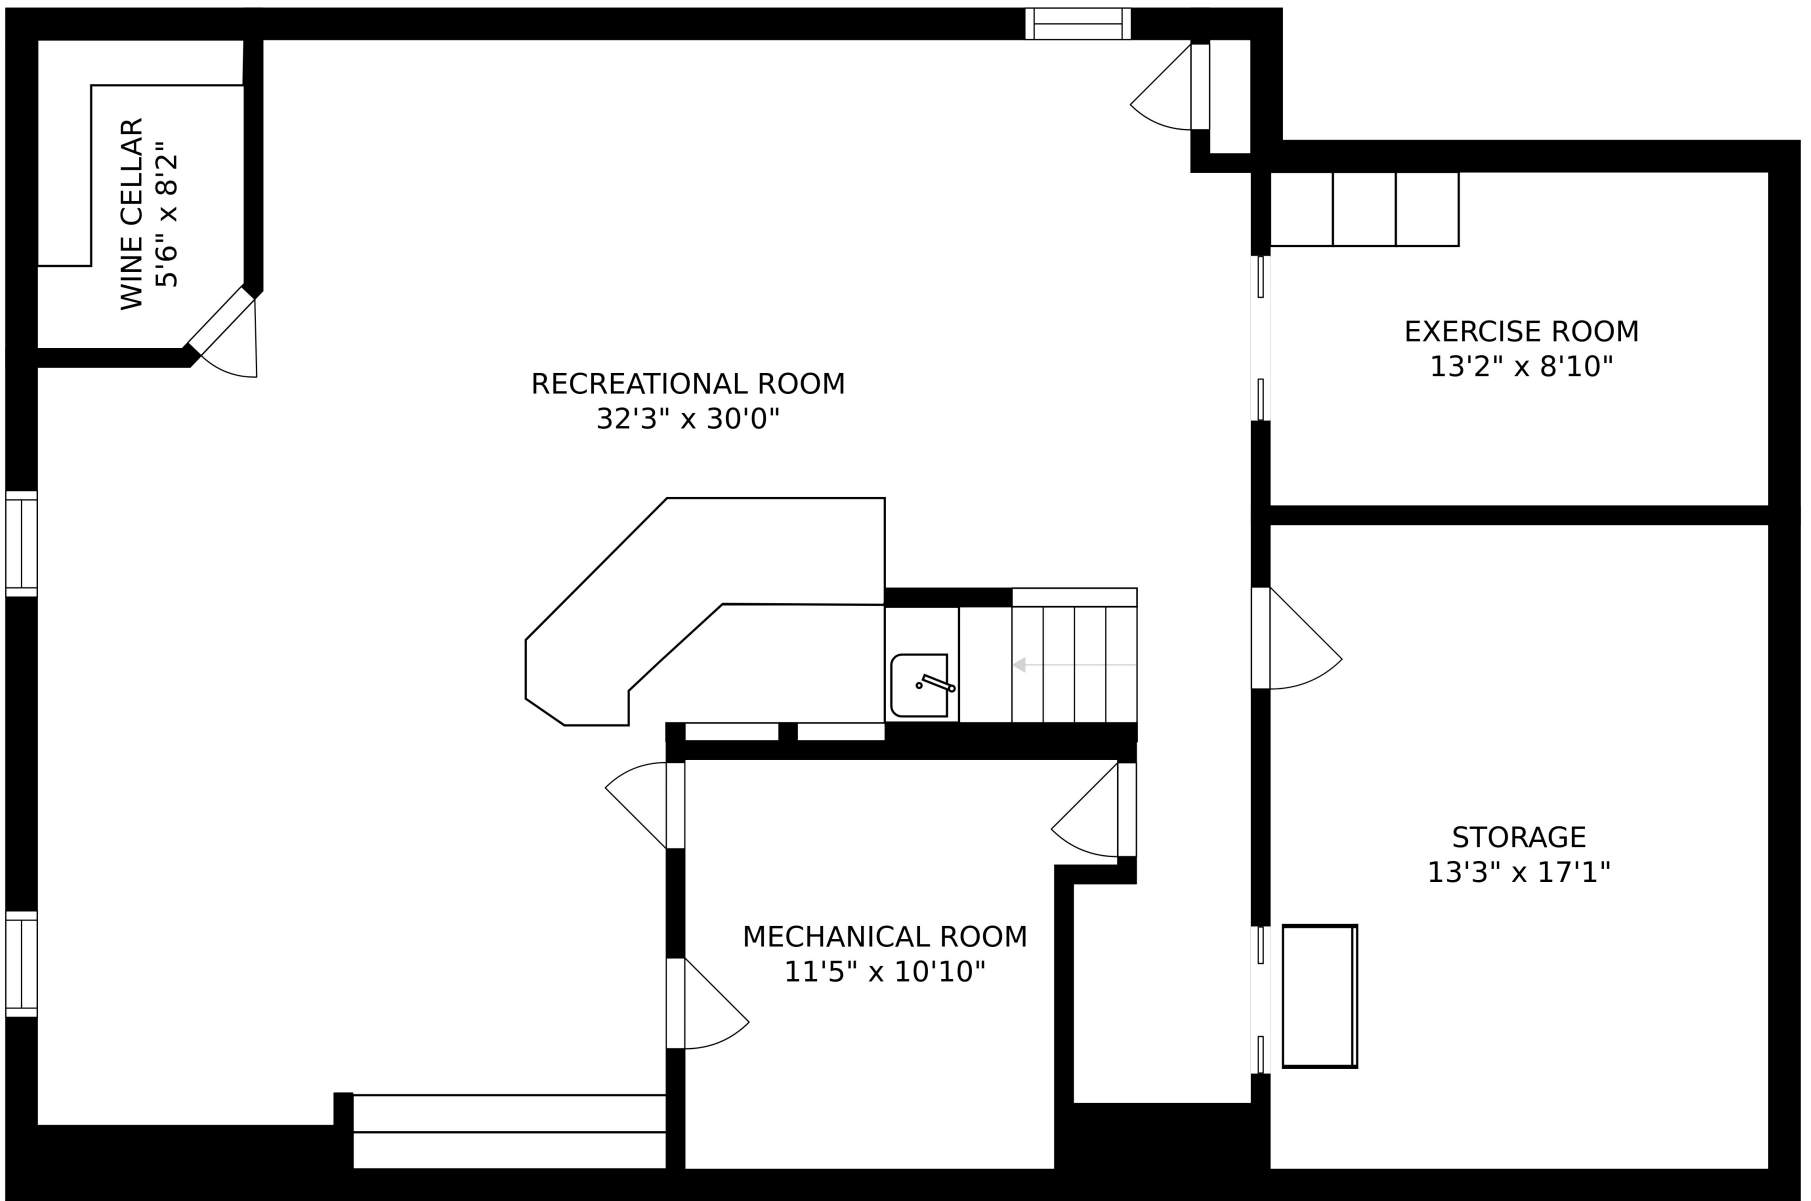 WINE CELLAR
5'6" x 8'2"
RECREATIONAL ROOM
32'3" x 30'0"
EXERCISE ROOM
13'2" x 8'10"
STORAGE
13'3" x 17'1"
MECHANICAL ROOM
11'5" x 10'10"